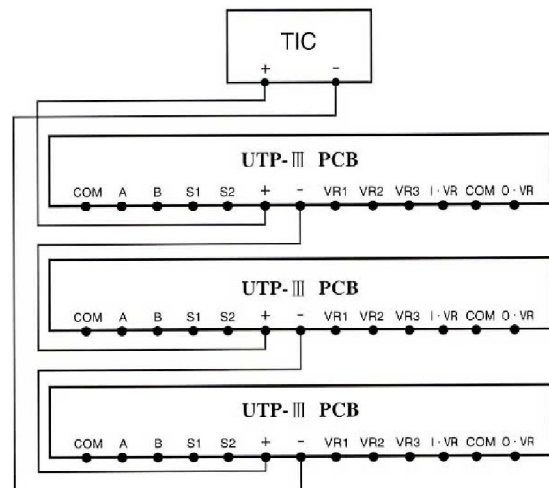 TIC
+ -
UTP-Ⅲ PCB
COM A B S1 S2 + - VR1 VR2 VR3 I·VR COM O·VR
UTP-Ⅲ PCB
COM A B S1 S2 + - VR1 VR2 VR3 I·VR COM O·VR
UTP-Ⅲ PCB
COM A B S1 S2 + - VR1 VR2 VR3 I·VR COM O·VR